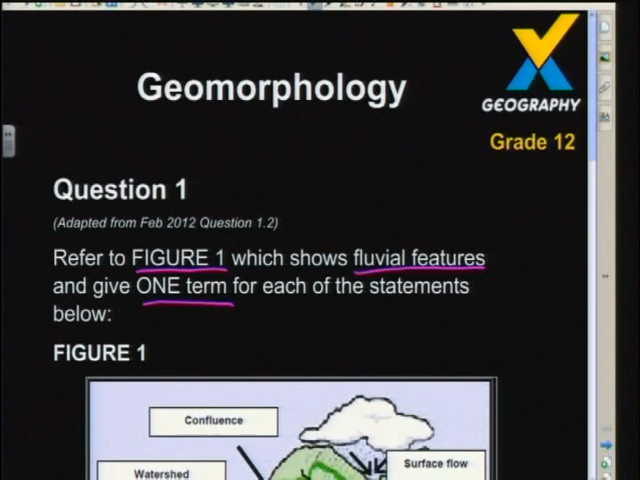 Geomorphology
GEOGRAPHY
Grade 12
Question 1
(Adapted from Feb 2012 Question 1.2)
Refer to FIGURE 1 which shows fluvial features
and give ONE term for each of the statements
below:
FIGURE 1
Confluence
Surface flow
Watershed